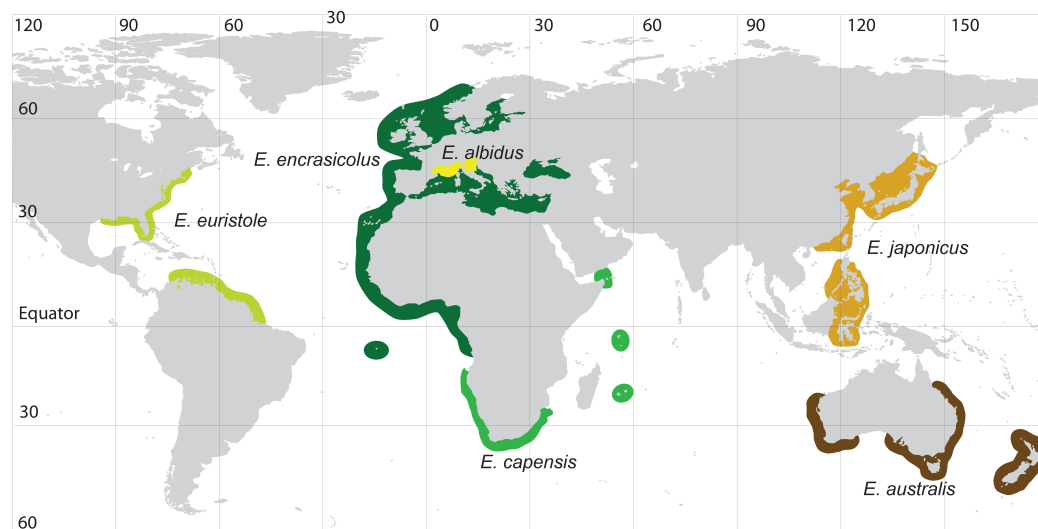 120 90 60 30 0 30 60 90 120 150
60
E. encrasicolus
E. albidus
30
E. euristole
E. japonicus
Equator
30
E. capensis
E. australis
60